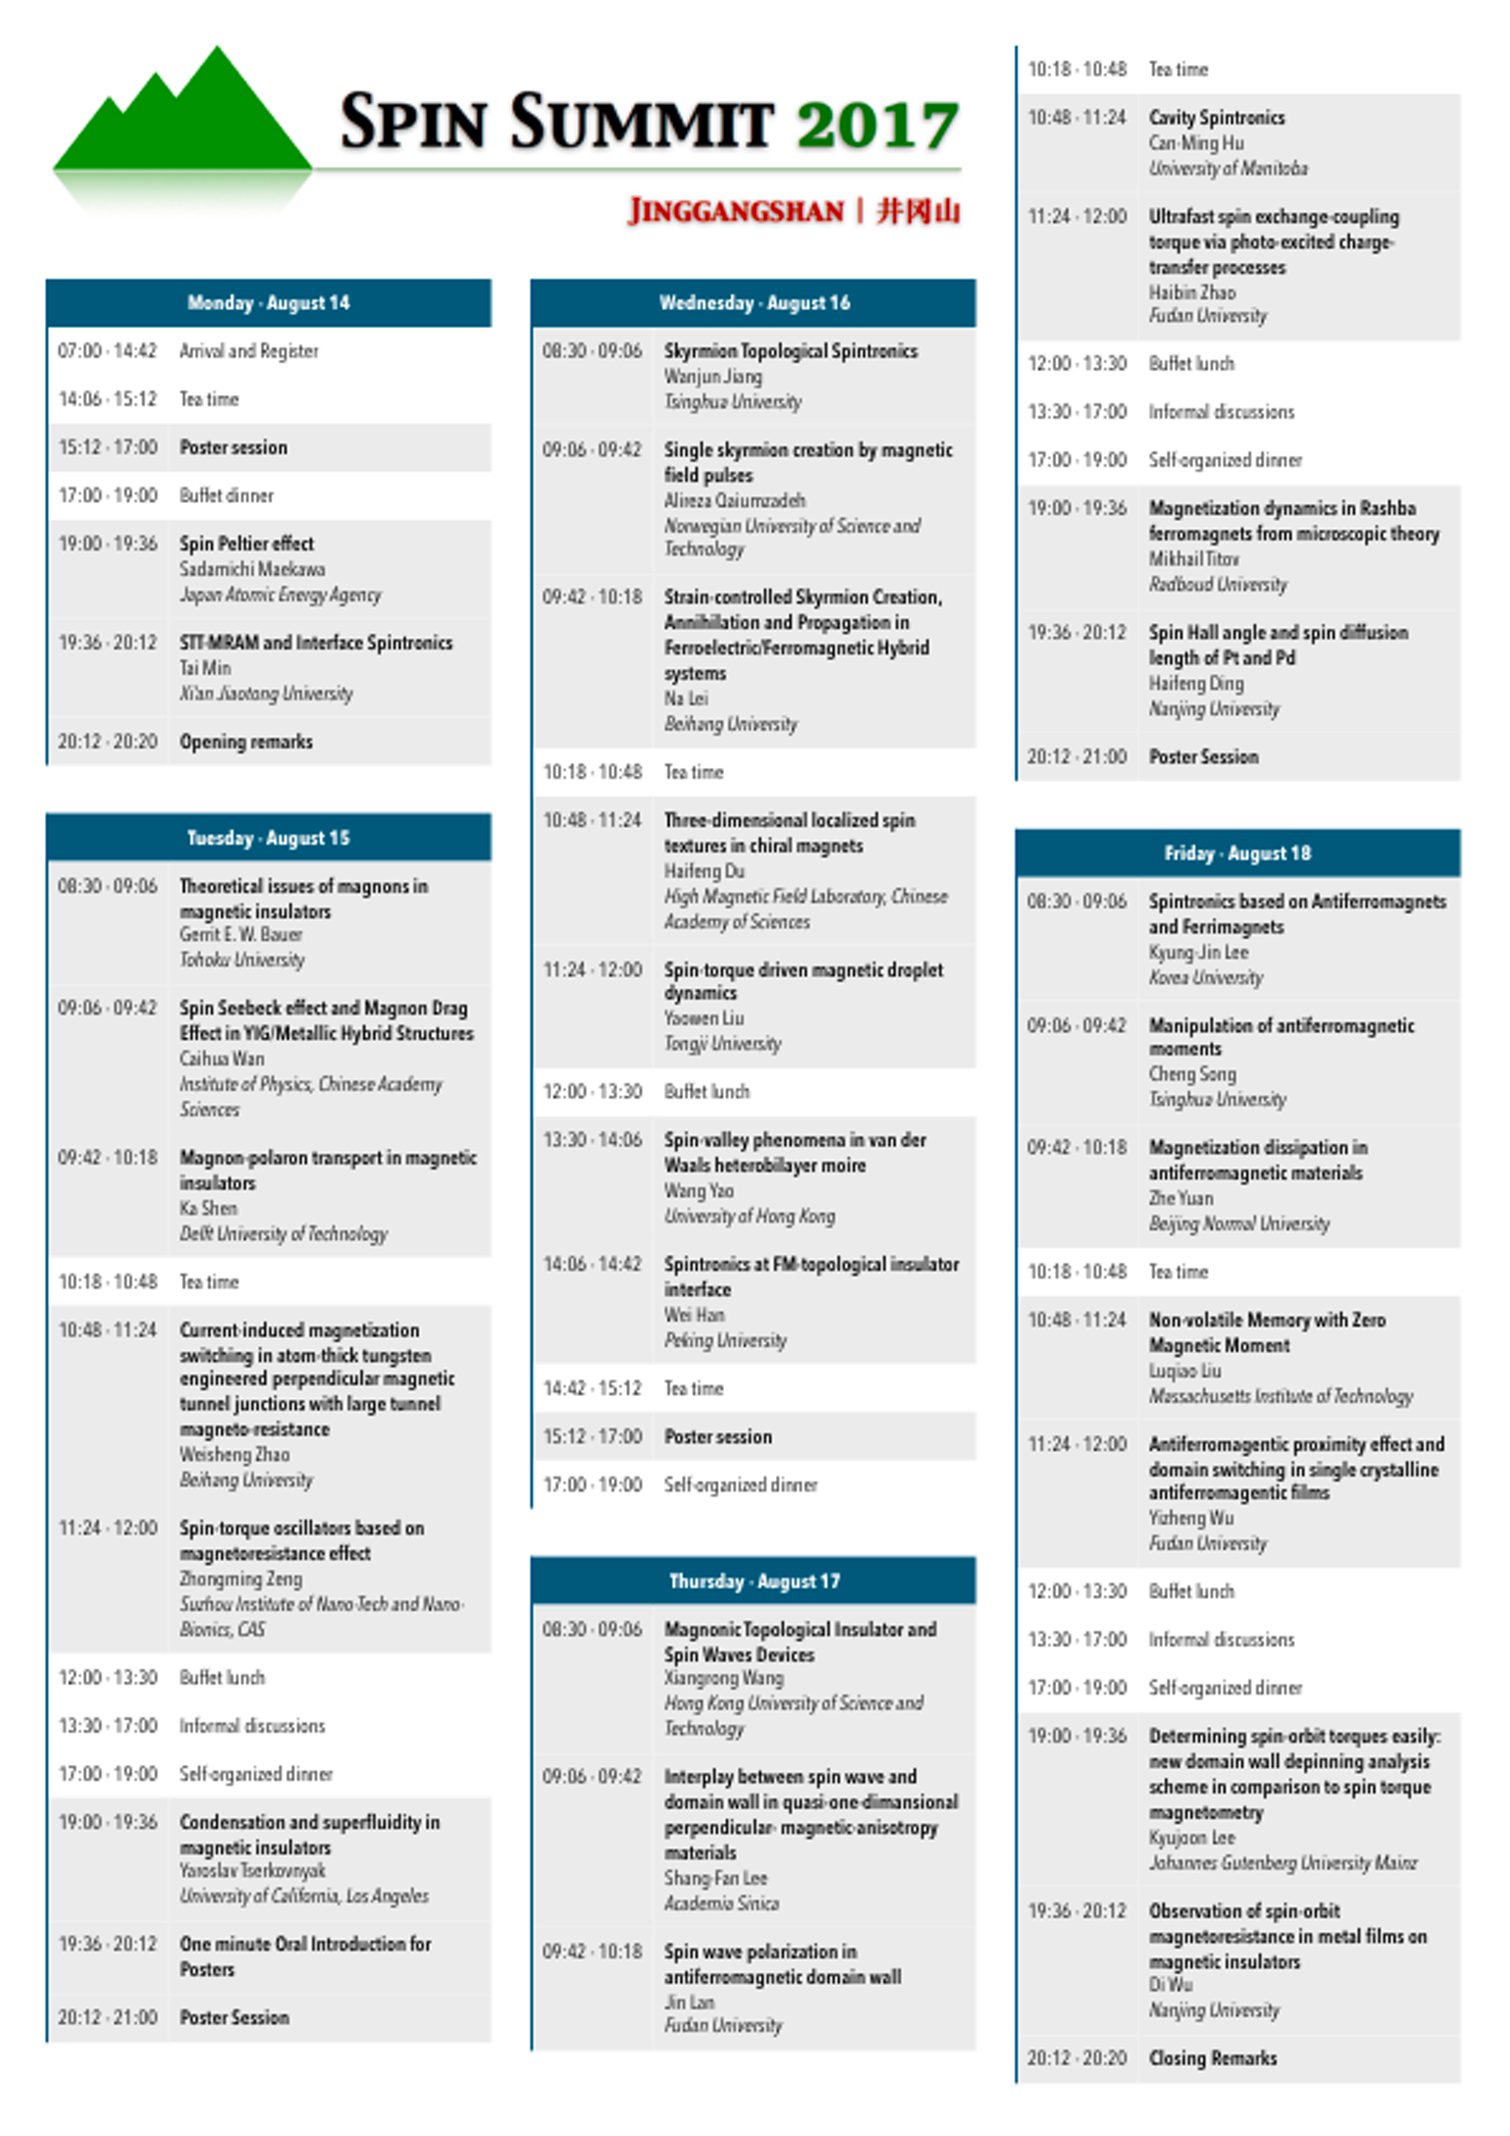 SPIN SUMMIT 2017
JINGGANGSHAN | 井冈山
Monday · August 14
07:00 · 14:42 Arrival and Register
14:06 · 15:12 Tea time
15:12 · 17:00 Poster session
17:00 · 19:00 Buffet dinner
19:00 · 19:36 Spin Peltier effect
Sadamichi Maekawa
Japan Atomic Energy Agency
19:36 · 20:12 STT-MRAM and Interface Spintronics
Tai Min
Xi'an Jiaotong University
20:12 · 20:20 Opening remarks
Tuesday · August 15
08:30 · 09:06 Theoretical issues of magnons in
magnetic insulators
Gerrit E. W. Bauer
Tohoku University
09:06 · 09:42 Spin Seebeck effect and Magnon Drag
Effect in YIG/Metallic Hybrid Structures
Caihua Wan
Institute of Physics, Chinese Academy
Sciences
09:42 · 10:18 Magnon-polaron transport in magnetic
insulators
Ka Shen
Delft University of Technology
10:18 · 10:48 Tea time
10:48 · 11:24 Current-induced magnetization
switching in atom-thick tungsten
engineered perpendicular magnetic
tunnel junctions with large tunnel
magneto-resistance
Weisheng Zhao
Beihang University
11:24 · 12:00 Spin-torque oscillators based on
magnetoresistance effect
Zhongming Zeng
Suzhou Institute of Nano-Tech and Nano-
Bionics, CAS
12:00 · 13:30 Buffet lunch
13:30 · 17:00 Informal discussions
17:00 · 19:00 Self-organized dinner
19:00 · 19:36 Condensation and superfluidity in
magnetic insulators
Yaroslav Tserkovnyak
University of California, Los Angeles
19:36 · 20:12 One minute Oral Introduction for
Posters
20:12 · 21:00 Poster Session
Wednesday · August 16
08:30 · 09:06 Skyrmion Topological Spintronics
Wanjun Jiang
Tsinghua University
09:06 · 09:42 Single skyrmion creation by magnetic
field pulses
Alireza Qaiumzadeh
Norwegian University of Science and
Technology
09:42 · 10:18 Strain-controlled Skyrmion Creation,
Annihilation and Propagation in
Ferroelectric/Ferromagnetic Hybrid
systems
Na Lei
Beihang University
10:18 · 10:48 Tea time
10:48 · 11:24 Three-dimensional localized spin
textures in chiral magnets
Haifeng Du
High Magnetic Field Laboratory, Chinese
Academy of Sciences
11:24 · 12:00 Spin-torque driven magnetic droplet
dynamics
Yaowen Liu
Tongji University
12:00 · 13:30 Buffet lunch
13:30 · 14:06 Spin-valley phenomena in van der
Waals heterobilayer moire
Wang Yao
University of Hong Kong
14:06 · 14:42 Spintronics at FM-topological insulator
interface
Wei Han
Peking University
14:42 · 15:12 Tea time
15:12 · 17:00 Poster session
17:00 · 19:00 Self-organized dinner
Thursday · August 17
08:30 · 09:06 Magnonic Topological Insulator and
Spin Waves Devices
Xiangrong Wang
Hong Kong University of Science and
Technology
09:06 · 09:42 Interplay between spin wave and
domain wall in quasi-one-dimansional
perpendicular- magnetic-anisotropy
materials
Shang-Fan Lee
Academia Sinica
09:42 · 10:18 Spin wave polarization in
antiferromagnetic domain wall
Jin Lan
Fudan University
10:18 · 10:48 Tea time
10:48 · 11:24 Cavity Spintronics
Can-Ming Hu
University of Manitoba
11:24 · 12:00 Ultrafast spin exchange-coupling
torque via photo-excited charge-
transfer processes
Haibin Zhao
Fudan University
12:00 · 13:30 Buffet lunch
13:30 · 17:00 Informal discussions
17:00 · 19:00 Self-organized dinner
19:00 · 19:36 Magnetization dynamics in Rashba
ferromagnets from microscopic theory
Mikhail Titov
Radboud University
19:36 · 20:12 Spin Hall angle and spin diffusion
length of Pt and Pd
Haifeng Ding
Nanjing University
20:12 · 21:00 Poster Session
Friday · August 18
08:30 · 09:06 Spintronics based on Antiferromagnets
and Ferrimagnets
Kyung-Jin Lee
Korea University
09:06 · 09:42 Manipulation of antiferromagnetic
moments
Cheng Song
Tsinghua University
09:42 · 10:18 Magnetization dissipation in
antiferromagnetic materials
Zhe Yuan
Beijing Normal University
10:18 · 10:48 Tea time
10:48 · 11:24 Non-volatile Memory with Zero
Magnetic Moment
Luqiao Liu
Massachusetts Institute of Technology
11:24 · 12:00 Antiferromagentic proximity effect and
domain switching in single crystalline
antiferromagentic films
Yizheng Wu
Fudan University
12:00 · 13:30 Buffet lunch
13:30 · 17:00 Informal discussions
17:00 · 19:00 Self-organized dinner
19:00 · 19:36 Determining spin-orbit torques easily:
new domain wall depinning analysis
scheme in comparison to spin torque
magnetometry
Kyujoon Lee
Johannes Gutenberg University Mainz
19:36 · 20:12 Observation of spin-orbit
magnetoresistance in metal films on
magnetic insulators
Di Wu
Nanjing University
20:12 · 20:20 Closing Remarks